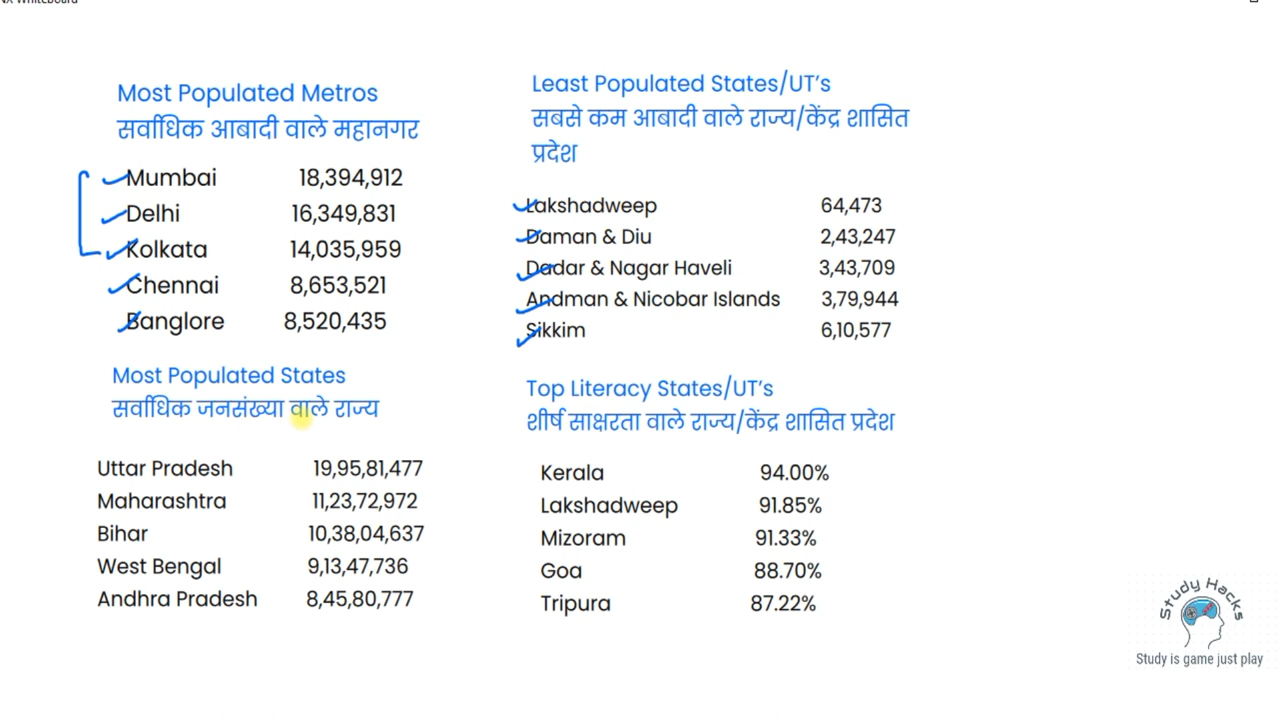 Most Populated Metros
सर्वाधिक आबादी वाले महानगर
Mumbai 18,394,912
Delhi 16,349,831
Kolkata 14,035,959
Chennai 8,653,521
Banglore 8,520,435
Most Populated States
सर्वाधिक जनसंख्या वाले राज्य
Uttar Pradesh 19,95,81,477
Maharashtra 11,23,72,972
Bihar 10,38,04,637
West Bengal 9,13,47,736
Andhra Pradesh 8,45,80,777
Least Populated States/UT's
सबसे कम आबादी वाले राज्य/केंद्र शासित
प्रदेश
Lakshadweep 64,473
Daman & Diu 2,43,247
Dadar & Nagar Haveli 3,43,709
Andman & Nicobar Islands 3,79,944
Sikkim 6,10,577
Top Literacy States/UT's
शीर्ष साक्षरता वाले राज्य/केंद्र शासित प्रदेश
Kerala 94.00%
Lakshadweep 91.85%
Mizoram 91.33%
Goa 88.70%
Tripura 87.22%
Study Hacks
Study is game just play